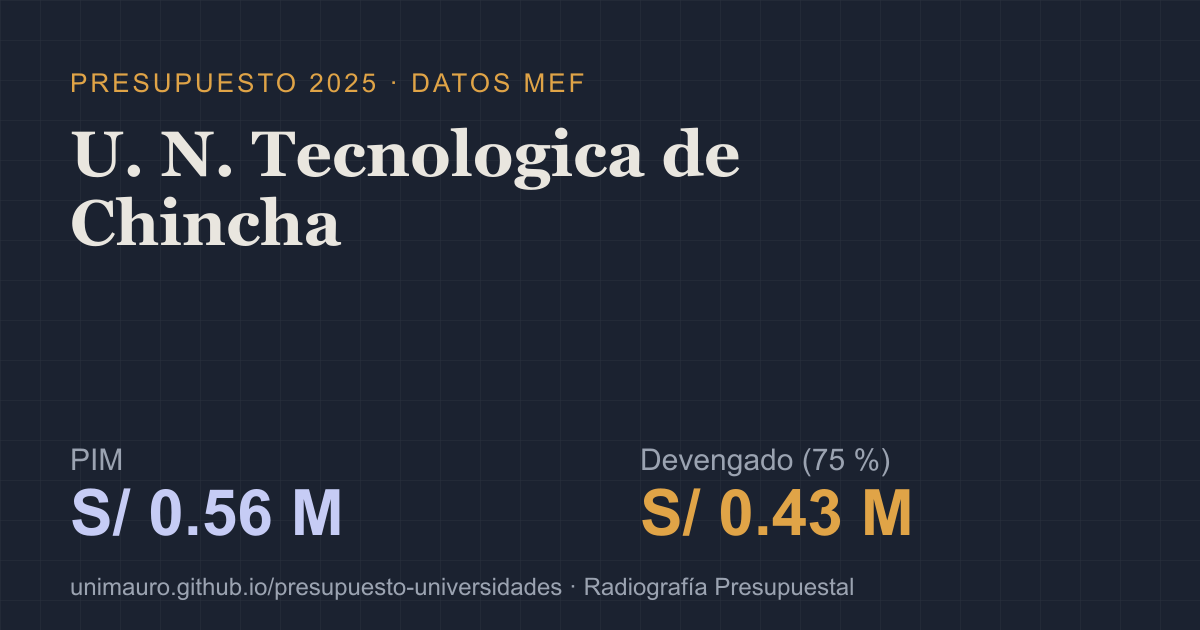 PRESUPUESTO 2025 · DATOS MEF
U. N. Tecnologica de
Chincha
PIM
S/ 0.56 M
Devengado (75 %)
S/ 0.43 M
unimauro.github.io/presupuesto-universidades · Radiografía Presupuestal